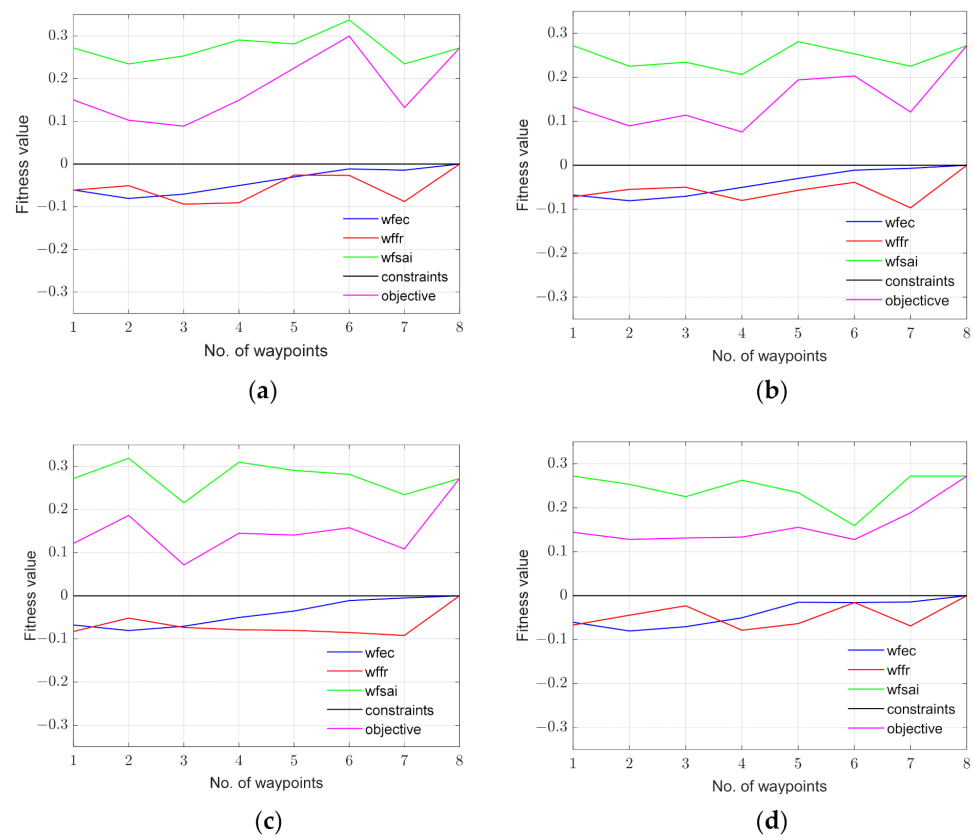 0.3
0.2
0.1
0
−0.1
−0.2
−0.3
Fitness value
wfec
wffr
wfsai
constraints
objective
1 2 3 4 5 6 7 8
No. of waypoints
(a)
0.3
0.2
0.1
0
−0.1
−0.2
−0.3
Fitness value
wfec
wffr
wfsai
constraints
objecticve
1 2 3 4 5 6 7 8
No. of waypoints
(b)
0.3
0.2
0.1
0
−0.1
−0.2
−0.3
Fitness value
wfec
wffr
wfsai
constraints
objective
1 2 3 4 5 6 7 8
No. of waypoints
(c)
0.3
0.2
0.1
0
−0.1
−0.2
−0.3
Fitness value
wfec
wffr
wfsai
constraints
objective
1 2 3 4 5 6 7 8
No. of waypoints
(d)